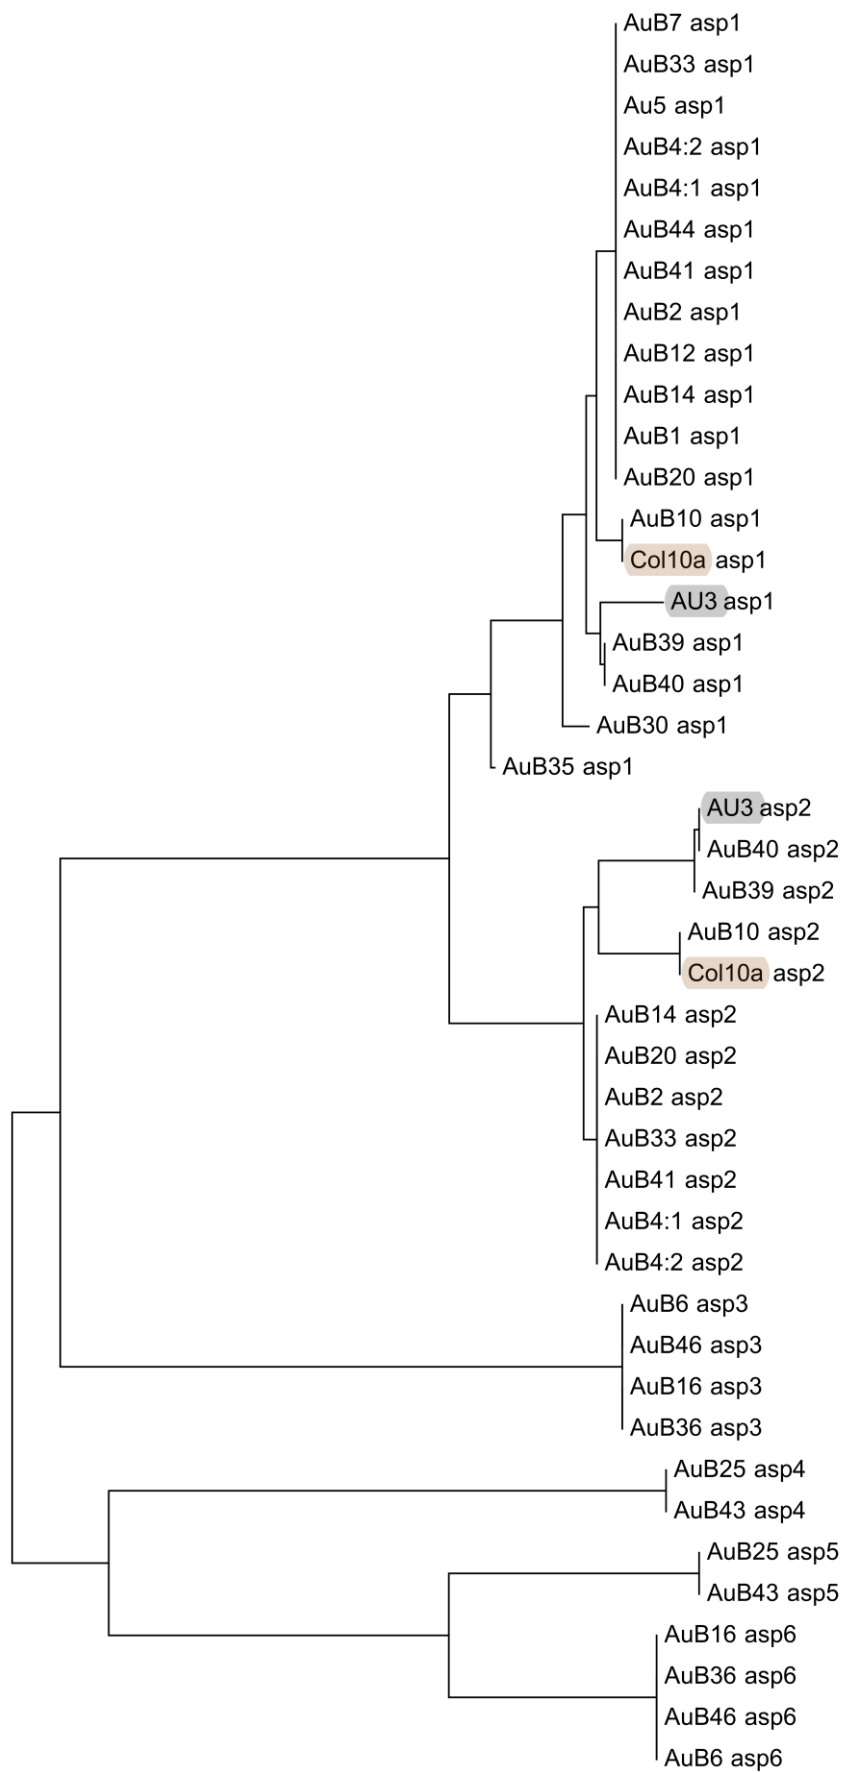 AuB7 asp1
AuB33 asp1
Au5 asp1
AuB4:2 asp1
AuB4:1 asp1
AuB44 asp1
AuB41 asp1
AuB2 asp1
AuB12 asp1
AuB14 asp1
AuB1 asp1
AuB20 asp1
AuB10 asp1
Col10a asp1
AU3 asp1
AuB39 asp1
AuB40 asp1
AuB30 asp1
AuB35 asp1
AU3 asp2
AuB40 asp2
AuB39 asp2
AuB10 asp2
Col10a asp2
AuB14 asp2
AuB20 asp2
AuB2 asp2
AuB33 asp2
AuB41 asp2
AuB4:1 asp2
AuB4:2 asp2
AuB6 asp3
AuB46 asp3
AuB16 asp3
AuB36 asp3
AuB25 asp4
AuB43 asp4
AuB25 asp5
AuB43 asp5
AuB16 asp6
AuB36 asp6
AuB46 asp6
AuB6 asp6